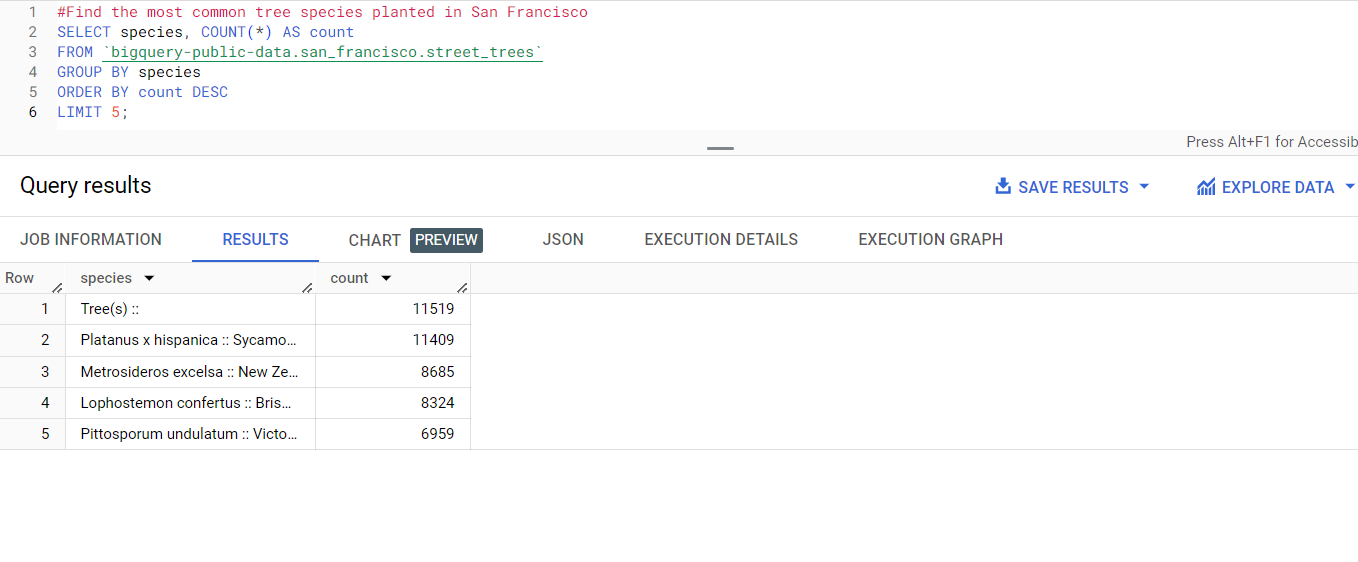 1 #Find the most common tree species planted in San Francisco
2 SELECT species, COUNT(*) AS count
3 FROM `bigquery-public-data.san_francisco.street_trees`
4 GROUP BY species
5 ORDER BY count DESC
6 LIMIT 5;
Press Alt+F1 for Accessib
Query results
SAVE RESULTS
EXPLORE DATA
JOB INFORMATION
RESULTS
CHART PREVIEW
JSON
EXECUTION DETAILS
EXECUTION GRAPH
Row species count
1 Tree(s) :: 11519
2 Platanus x hispanica :: Sycamo... 11409
3 Metrosideros excelsa :: New Ze... 8685
4 Lophostemon confertus :: Bris... 8324
5 Pittosporum undulatum :: Victo... 6959